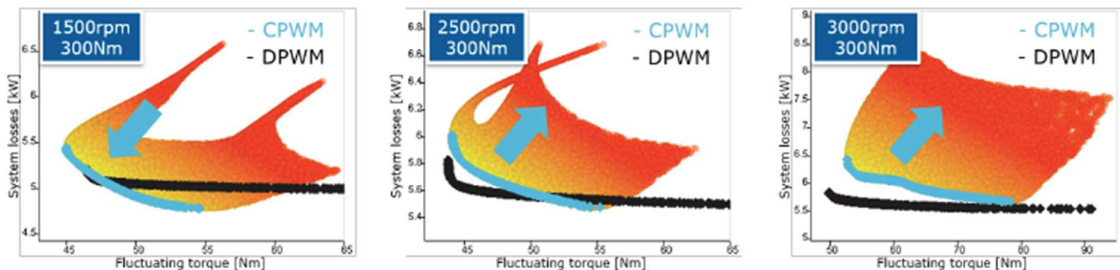 1500rpm
300Nm
- CPWM
- DPWM
System losses [kW]
6.5
6
5.5
5.0
4.5
45
50
55
60
65
Fluctuating torque [Nm]
2500rpm
300Nm
- CPWM
- DPWM
System losses [kW]
6.8
6.6
6.4
6.2
6
5.8
5.6
5.4
45
50
55
60
65
Fluctuating torque [Nm]
3000rpm
300Nm
- CPWM
- DPWM
System losses [kW]
9.
8.5
8
7.5
7
6.5
6
5.5
5.0
50
60
70
80
90
Fluctuating torque [Nm]